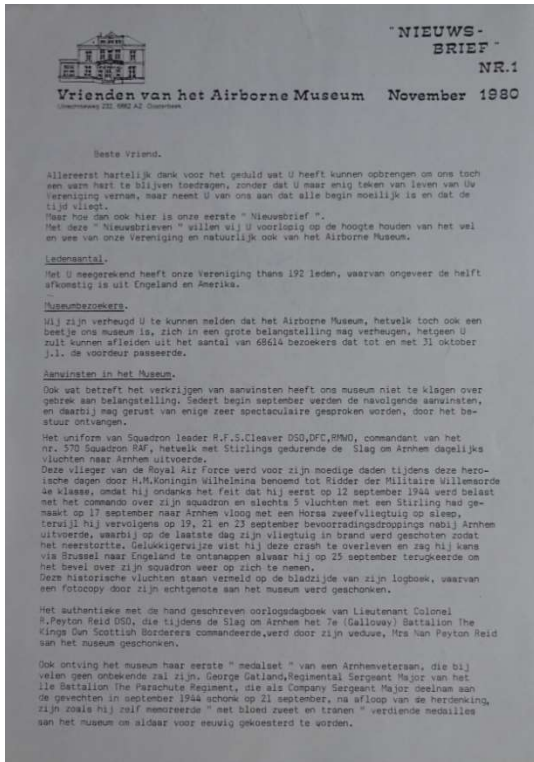 "NIEUWS-
BRIEF"
NR.1
Vrienden van het Airborne Museum November 1980
Utrechtseweg 232, 6862 AZ Oosterbeek
Beste Vriend.
Allereerst hartelijk dank voor het geduld wat U heeft kunnen opbrengen om ons toch
een warm hart te blijven toedragen, zonder dat U maar enig teken van leven van Uw
Vereniging vernam, maar neemt U van ons aan dat alle begin moeilijk is en dat de
tijd vliegt.
Maar hoe dan ook hier is onze eerste " Nieuwsbrief ".
Met deze " Nieuwsbrieven " willen wij U voorlopig op de hoogte houden van het wel
en wee van onze Vereniging en natuurlijk ook van het Airborne Museum.
Ledenaantal.
Met U meegerekend heeft onze Vereniging thans 192 leden, waarvan ongeveer de helft
afkomstig is uit Engeland en Amerika.
Museumbezoekers.
Wij zijn verheugd U te kunnen melden dat het Airborne Museum, hetwelk toch ook een
beetje ons museum is, zich in een grote belangstelling mag verheugen, hetgeen U
zult kunnen afleiden uit het aantal van 68614 bezoekers dat tot en met 31 oktober
j.l. de voordeur passeerde.
Aanwinsten in het Museum.
Ook wat betreft het verkrijgen van aanwinsten heeft ons museum niet te klagen over
gebrek aan belangstelling. Sedert begin september werden de navolgende aanwinsten,
en daarbij mag gerust van enige zeer spectaculaire gesproken worden, door het be-
stuur ontvangen.
Het uniform van Squadron leader R.F.S.Cleaver DSO,DFC,RMWO, commandant van het
nr. 570 Squadron RAF, hetwelk met Stirlings gedurende de Slag om Arnhem dagelijks
vluchten naar Arnhem uitvoerde.
Deze vlieger van de Royal Air Force werd voor zijn moedige daden tijdens deze hero-
ische dagen door H.M.Koningin Wilhelmina benoemd tot Ridder der Militaire Willemsorde
4e klasse, omdat hij ondanks het feit dat hij eerst op 12 september 1944 werd belast
met het commando over zijn squadron en slechts 5 vluchten met een Stirling had ge-
maakt op 17 september naar Arnhem vloog met een Horsa zweefvliegtuig op sleep,
terwijl hij vervolgens op 19, 21 en 23 september bevoorradingsdroppings nabij Arnhem
uitvoerde, waarbij op de laatste dag zijn vliegtuig in brand werd geschoten zodat
het neerstortte. Gelukkigerwijze wist hij deze crash te overleven en zag hij kans
via Brussel naar Engeland te ontsnappen alwaar hij op 25 september terugkeerde om
het bevel over zijn squadron weer op zich te nemen.
Deze historische vluchten staan vermeld op de bladzijde van zijn logboek, waarvan
een fotocopy door zijn echtgenote aan het museum werd geschonken.
Het authentieke met de hand geschreven oorlogsdagboek van Lieutenant Colonel
R.Peyton Reid DSO, die tijdens de Slag om Arnhem het 7e (Galloway) Battalion The
Kings Own Scottish Borderers commandeerde,werd door zijn weduwe, Mrs Nan Peyton Reid
aan het museum geschonken.
Ook ontving het museum haar eerste " medalset " van een Arnhemveteraan, die bij
velen geen onbekende zal zijn. George Gatland,Regimental Sergeant Major van het
11e Battalion The Parachute Regiment, die als Company Sergeant Major deelnam aan
de gevechten in september 1944 schonk op 21 september, na afloop van de herdenking,
zijn zoals hij zelf memoreerde " met bloed zweet en tranen " verdiende medailles
aan het museum om aldaar voor eeuwig gekoesterd te worden.